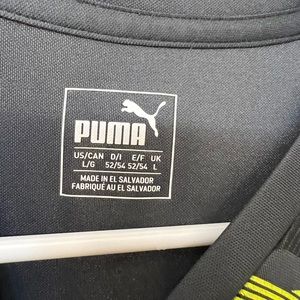 PUMA
US/CAN D/I E/F UK
L/G 52/54 52/54 L
MADE IN EL SALVADOR
FABRIQUÉ AU EL SALVADOR